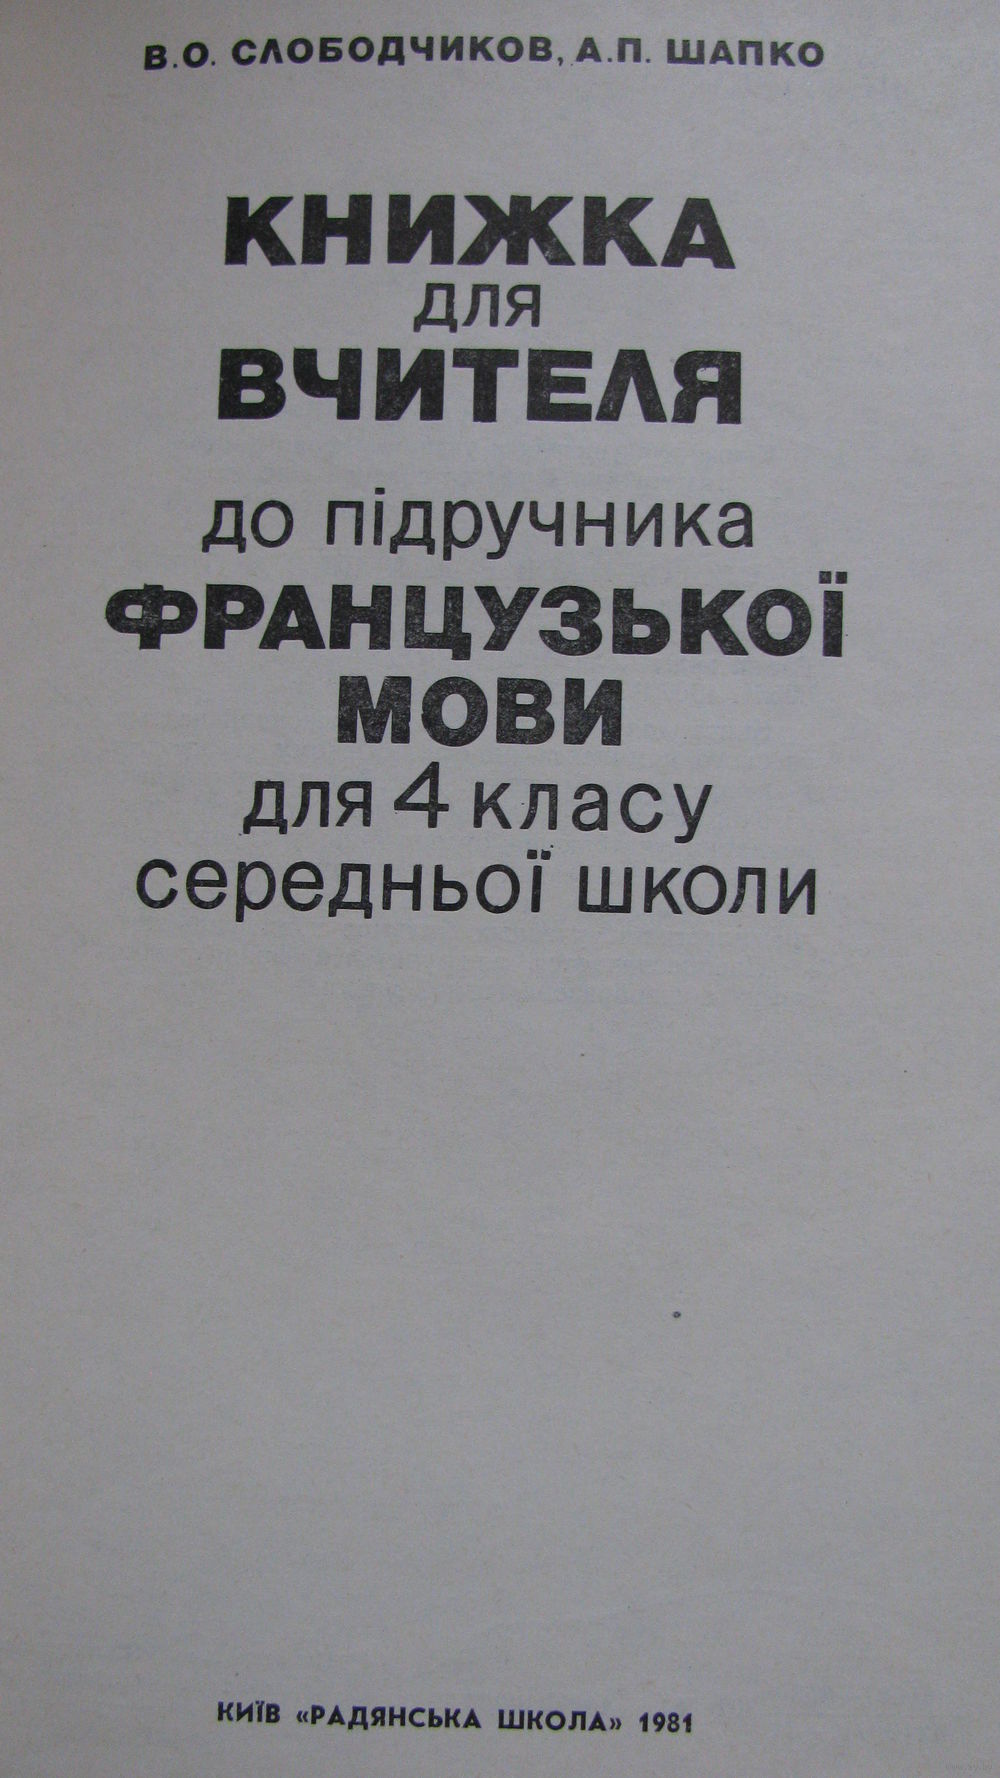 В.О. СЛОБОДЧИКОВ, А.П. ШАПКО
КНИЖКА
для
ВЧИТЕЛЯ
до підручника
ФРАНЦУЗЬКОЇ
МОВИ
для 4 класу
середньої школи
КИЇВ «РАДЯНСЬКА ШКОЛА» 1981